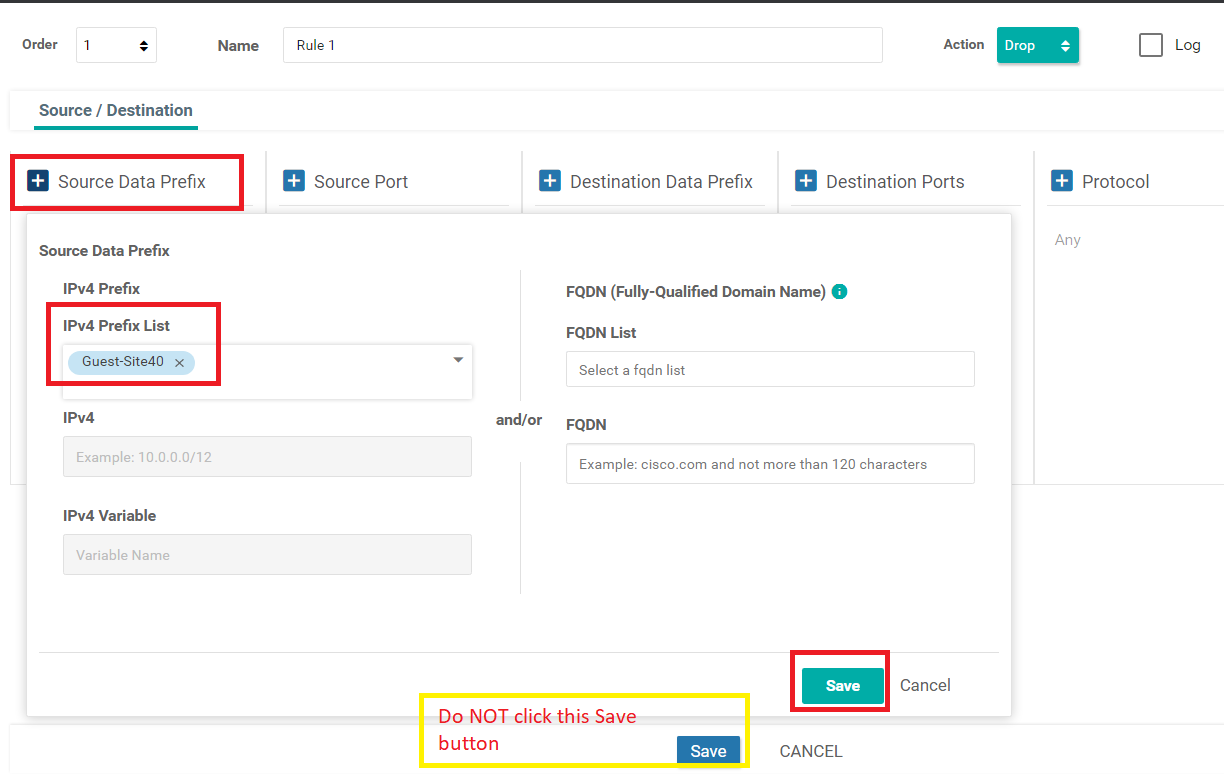 Order
1
Name
Rule 1
Action
Drop
Log
Source / Destination
Source Data Prefix
Source Port
Destination Data Prefix
Destination Ports
Protocol
Any
Source Data Prefix
IPv4 Prefix
IPv4 Prefix List
Guest-Site40 ×
IPv4
Example: 10.0.0.0/12
IPv4 Variable
Variable Name
and/or
FQDN (Fully-Qualified Domain Name)
FQDN List
Select a fqdn list
FQDN
Example: cisco.com and not more than 120 characters
Save
Cancel
Do NOT click this Save
button
Save
CANCEL